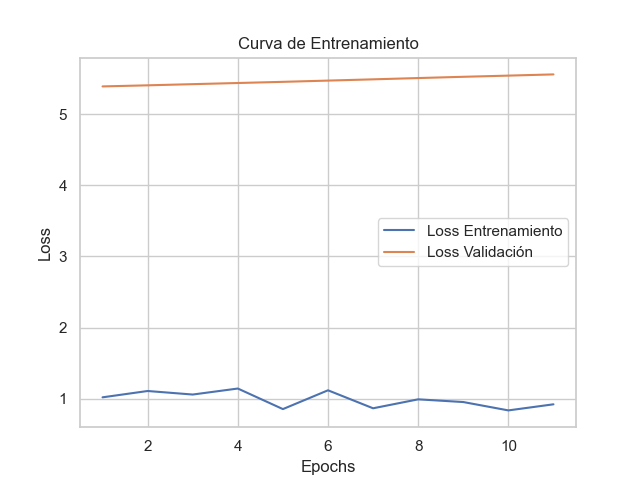 Curva de Entrenamiento
Loss
5
4
3
2
1
Loss Entrenamiento
Loss Validación
2
4
6
8
10
Epochs